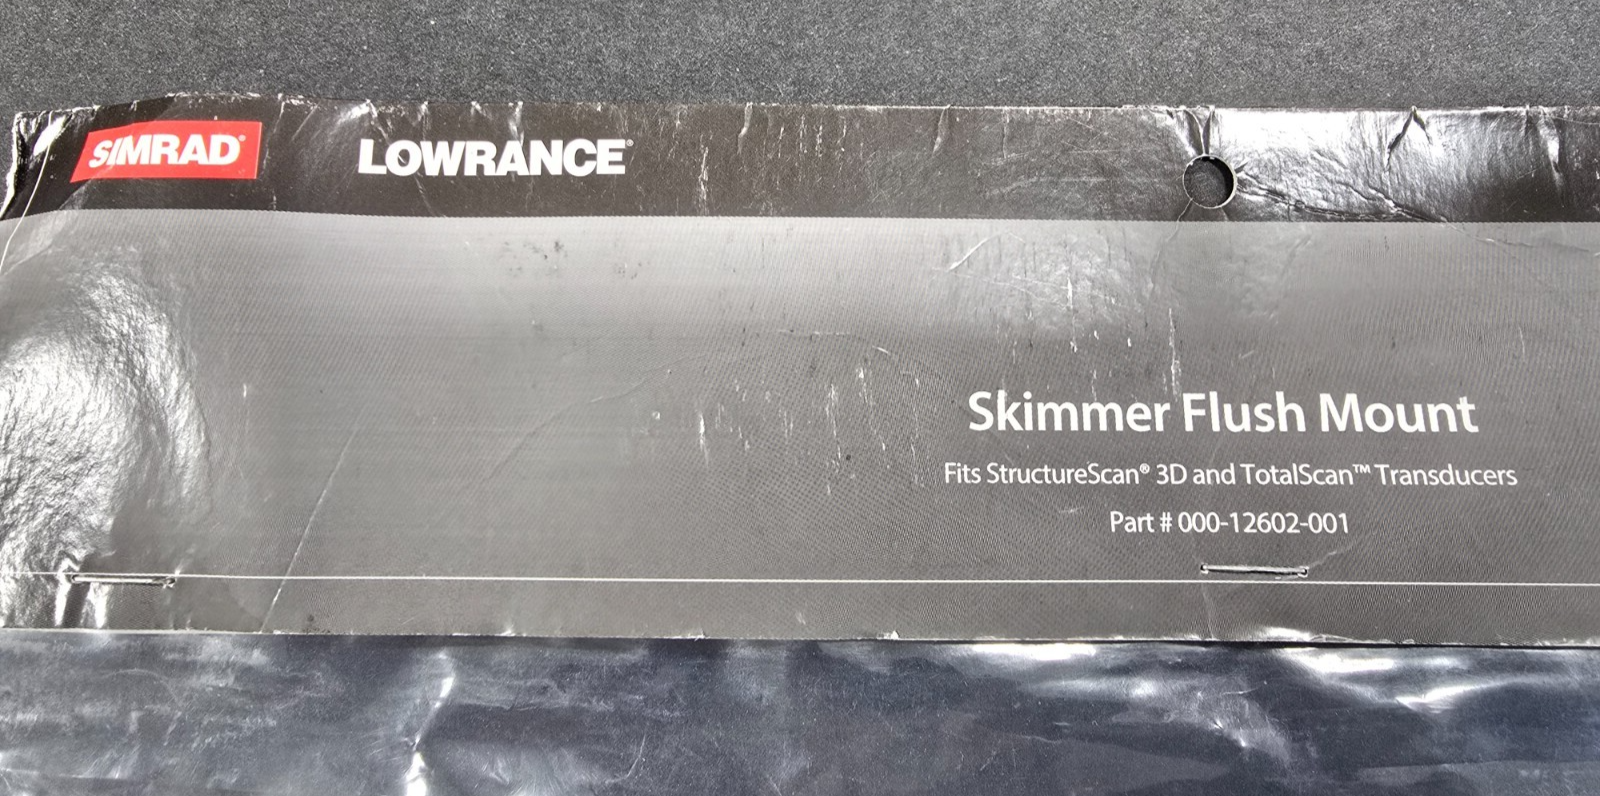 SIMRAD®
LOWRANCE®
Skimmer Flush Mount
Fits StructureScan® 3D and TotalScan™ Transducers
Part # 000-12602-001